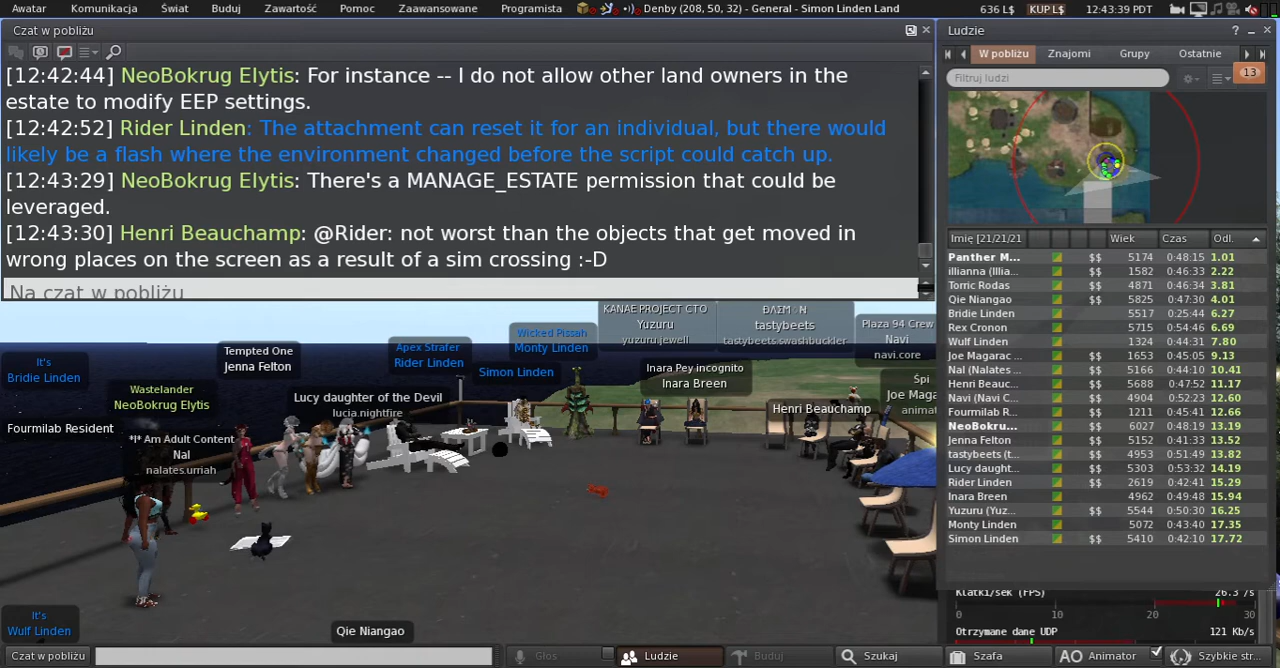 Awatar Komunikacja Świat Buduj Zawartość Pomoc Zaawansowane Programista Denby (208, 50, 32) - General - Simon Linden Land 636 L$ KUP L$ 12:43:39 PDT
Czat w pobliżu
[12:42:44] NeoBokrug Elytis: For instance -- I do not allow other land owners in the
estate to modify EEP settings.
[12:42:52] Rider Linden: The attachment can reset it for an individual, but there would
likely be a flash where the environment changed before the script could catch up.
[12:43:29] NeoBokrug Elytis: There's a MANAGE_ESTATE permission that could be
leveraged.
[12:43:30] Henri Beauchamp: @Rider: not worst than the objects that get moved in
wrong places on the screen as a result of a sim crossing :-D
Na czat w pobliżu
KANAE PROJECT CTO
Yuzuru
yuzuru.jewell
tastybeets
tastybeets.swashbuckler
Plaza 94 Crew
Navi
navi.core
Wicked Pissah
Monty Linden
Apex Strafer
Rider Linden
Tempted One
Jenna Felton
It's
Bridie Linden
Simon Linden
Inara Pey incognito
Inara Breen
Śpi
Joe Maga
animat
Wastelander
NeoBokrug Elytis
Lucy daughter of the Devil
lucia.nightfire
Henri Beauchamp
Fourmilab Resident
*!* Am Adult Content
Nal
nalates.urriah
It's
Wulf Linden
Qie Niangao
Ludzie
W pobliżu Znajomi Grupy Ostatnie
Filtruj ludzi
13
Imię [21/21/21 Wiek Czas Odl.
Panther M... $$ 5174 0:48:15 1.01
illianna (Illia... $$ 1582 0:46:33 2.22
Torric Rodas $$ 4871 0:46:34 3.81
Qie Niangao $$ 5825 0:47:30 4.01
Bridie Linden 5517 0:25:44 6.27
Rex Cronon 5715 0:54:46 6.69
Wulf Linden 1324 0:44:31 7.80
Joe Magarac ... $$ 1653 0:45:05 9.13
Nal (Nalates ... $$ 5166 0:44:10 10.41
Henri Beauc... $$ 5688 0:47:52 11.17
Navi (Navi C... $$ 4904 0:52:23 12.60
Fourmilab R... $$ 1211 0:45:41 12.66
NeoBokru... $$ 6027 0:48:19 13.19
Jenna Felton $$ 5152 0:41:33 13.52
tastybeets (t... $$ 4953 0:51:49 13.82
Lucy daught... $$ 5303 0:53:32 14.19
Rider Linden $$ 2619 0:42:41 15.29
Inara Breen 4962 0:49:48 15.94
Yuzuru (Yuz... $$ 5544 0:50:30 16.25
Monty Linden 5072 0:43:40 17.35
Simon Linden $$ 5410 0:42:10 17.72
Klatki/sek (FPS) 26.3 /s
0 10 20 30
Otrzymane dane UDP 121 Kb/s
Czat w pobliżu Głos Ludzie Buduj Szukaj Szafa AO Animator Szybkie str...